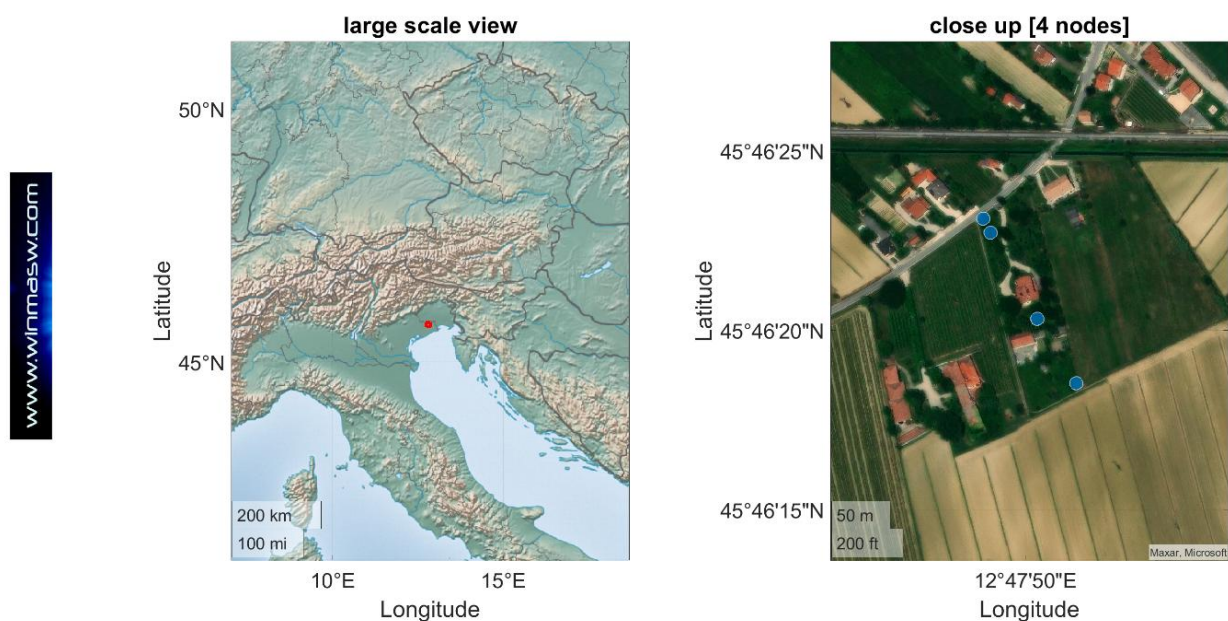 www.winmasw.com
large scale view
50°N
45°N
Latitude
200 km
100 mi
10°E
15°E
Longitude
close up [4 nodes]
45°46'25"N
45°46'20"N
45°46'15"N
Latitude
50 m
200 ft
Maxar, Microsoft
12°47'50"E
Longitude